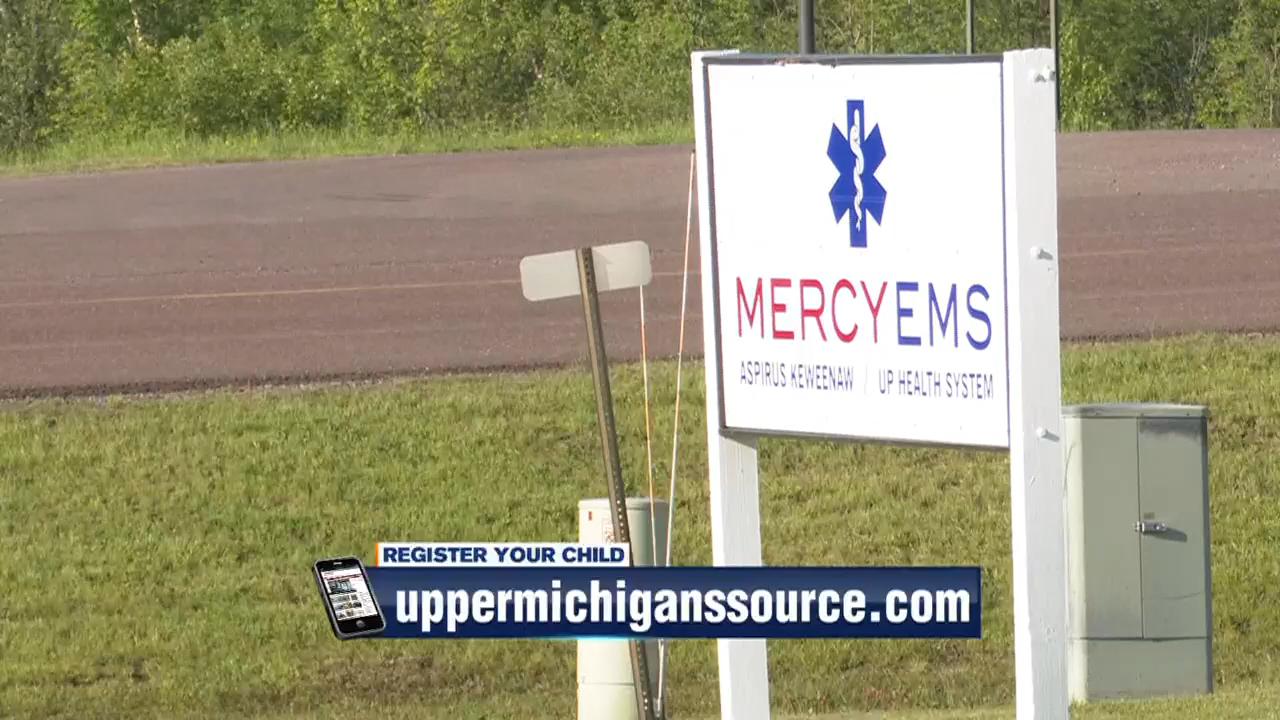 MERCYEMS
ASPIRUS KEWEENAW / UP HEALTH SYSTEM
REGISTER YOUR CHILD
uppermichiganssource.com